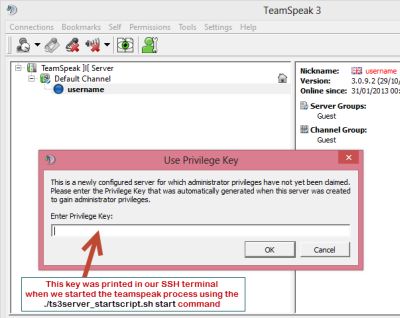 TeamSpeak 3
Connections Bookmarks Self Permissions Tools Settings Help
TeamSpeak ]I[ Server
Default Channel
username
Nickname: username
Version: 3.0.9.2 (29/10/
Online since: 31/01/2013 00:
Server Groups:
Guest
Channel Group:
Guest
Use Privilege Key
This is a newly configured server for which administrator privileges have not yet been claimed.
Please enter the Privilege Key that was automatically generated when this server was created
to gain administrator privileges.
Enter Privilege Key:
OK Cancel
This key was printed in our SSH terminal
when we started the teamspeak process using the
./ts3server_startscript.sh start command